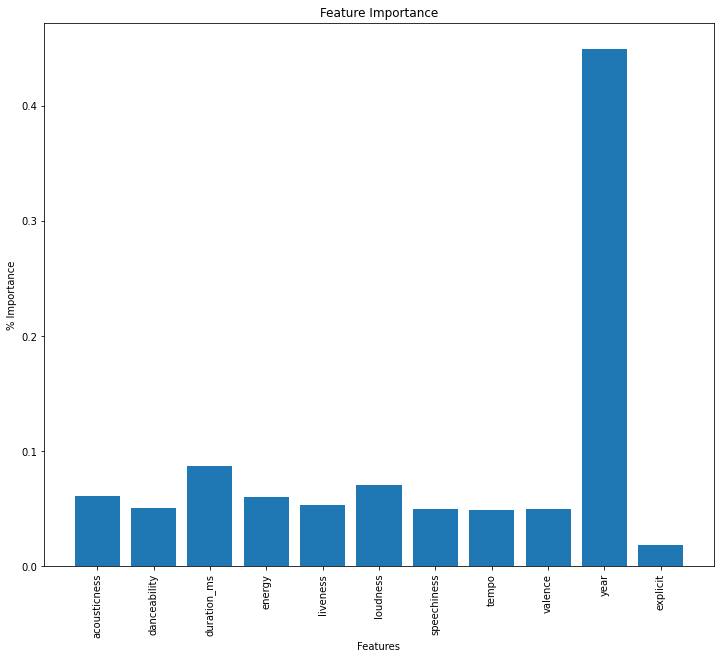 Feature Importance
% Importance
0.4
0.3
0.2
0.1
0.0
acousticness
danceability
duration_ms
energy
liveness
loudness
speechiness
tempo
valence
year
explicit
Features